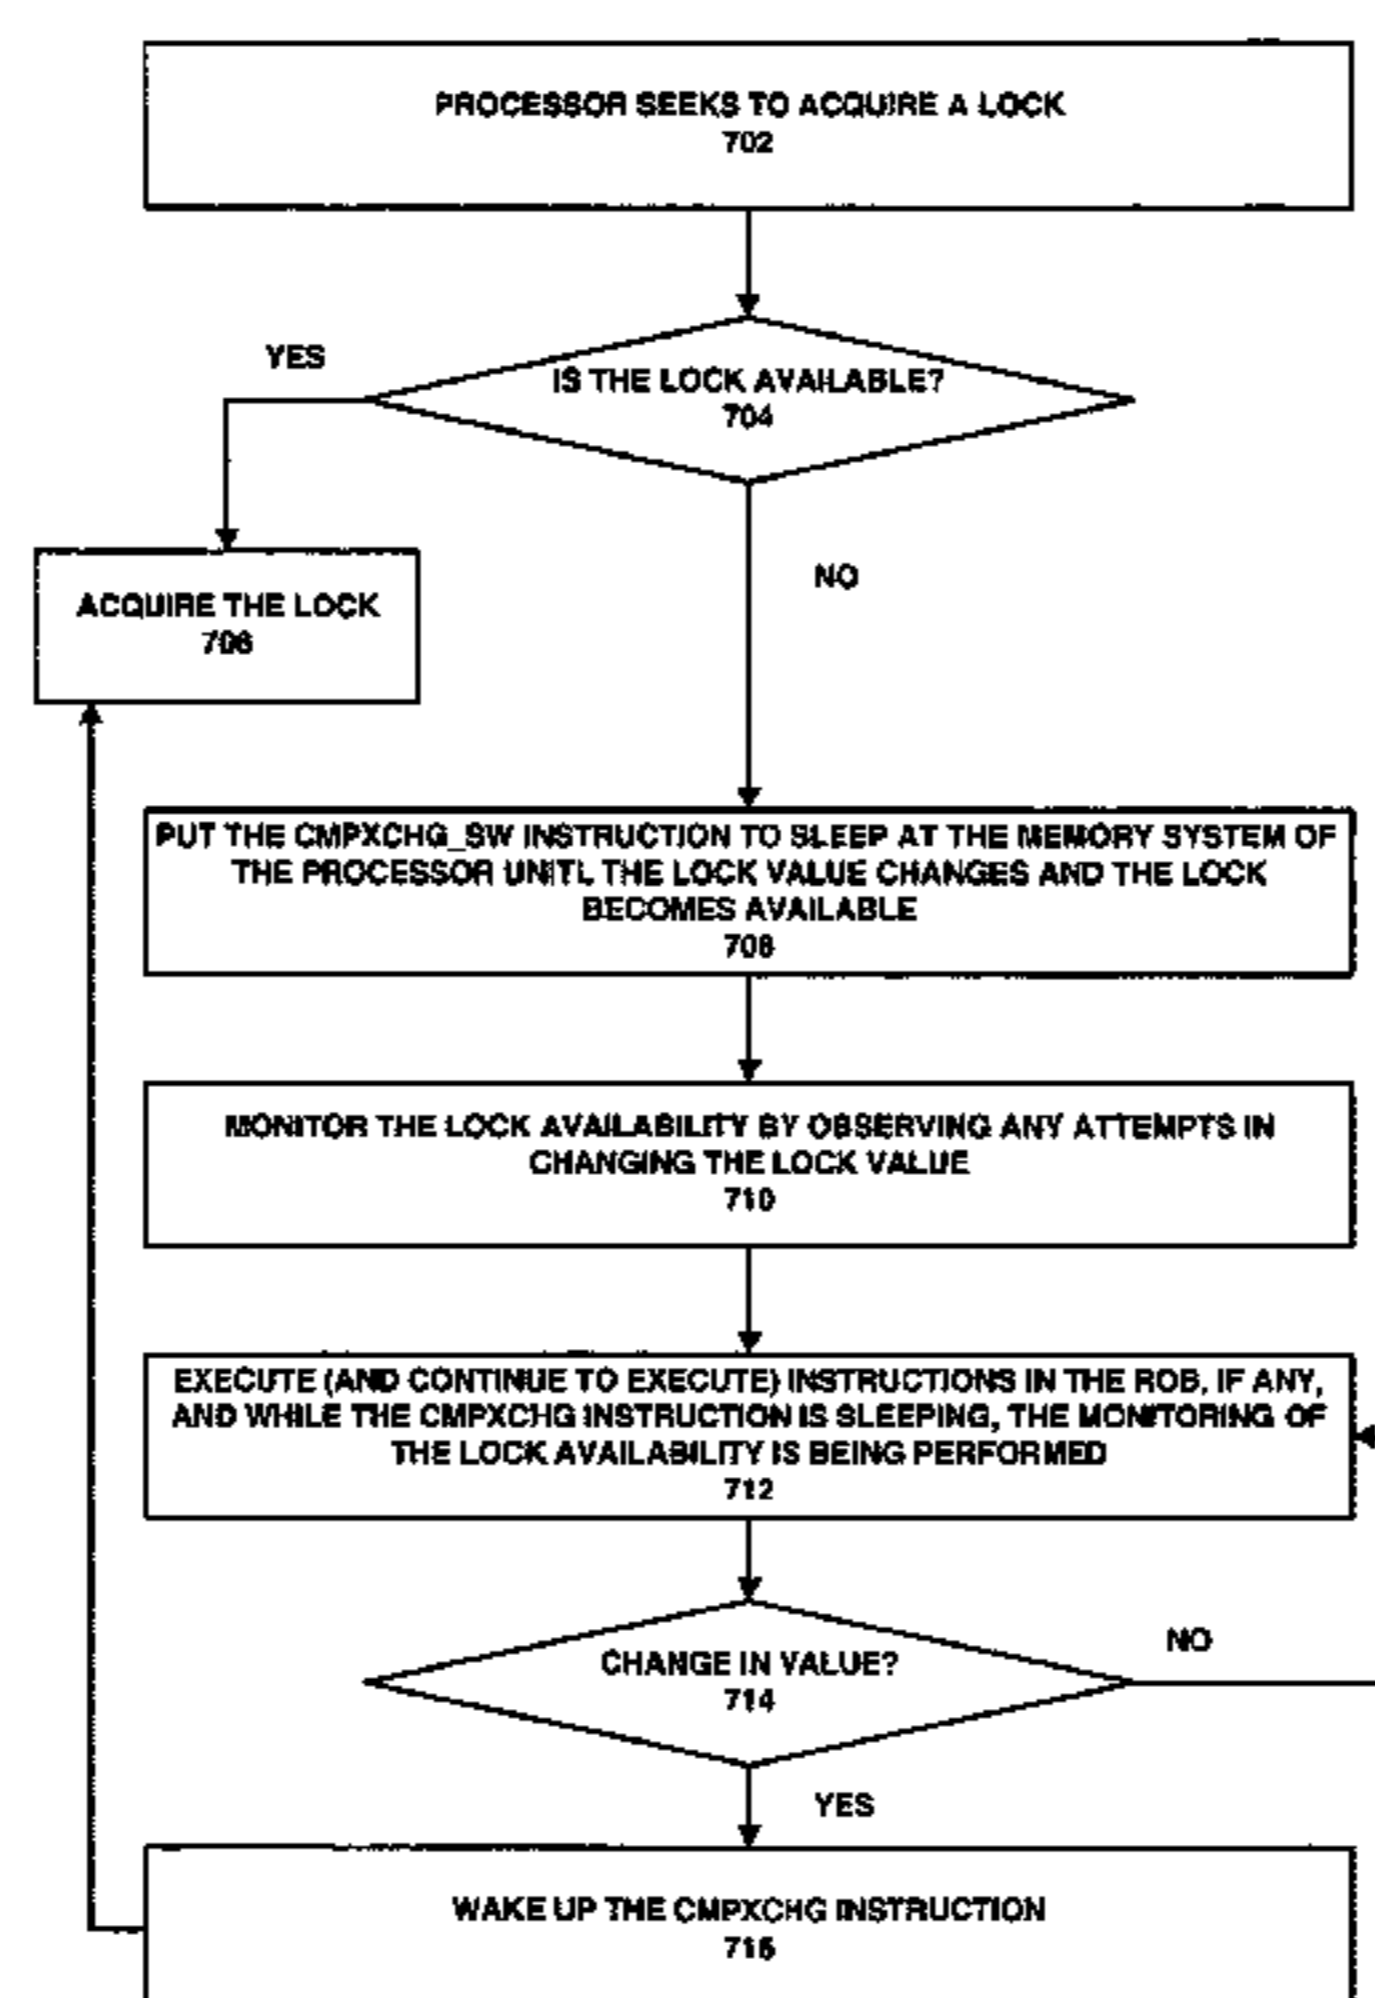 PROCESSOR SEEKS TO ACQUIRE A LOCK
702
YES
IS THE LOCK AVAILABLE?
704
NO
ACQUIRE THE LOCK
706
PUT THE CMPXCHG_SW INSTRUCTION TO SLEEP AT THE MEMORY SYSTEM OF
THE PROCESSOR UNITL THE LOCK VALUE CHANGES AND THE LOCK
BECOMES AVAILABLE
708
MONITOR THE LOCK AVAILABILITY BY OBSERVING ANY ATTEMPTS IN
CHANGING THE LOCK VALUE
710
EXECUTE (AND CONTINUE TO EXECUTE) INSTRUCTIONS IN THE ROB, IF ANY,
AND WHILE THE CMPXCHG INSTRUCTION IS SLEEPING, THE MONITORING OF
THE LOCK AVAILABILITY IS BEING PERFORMED
712
CHANGE IN VALUE?
714
NO
YES
WAKE UP THE CMPXCHG INSTRUCTION
716